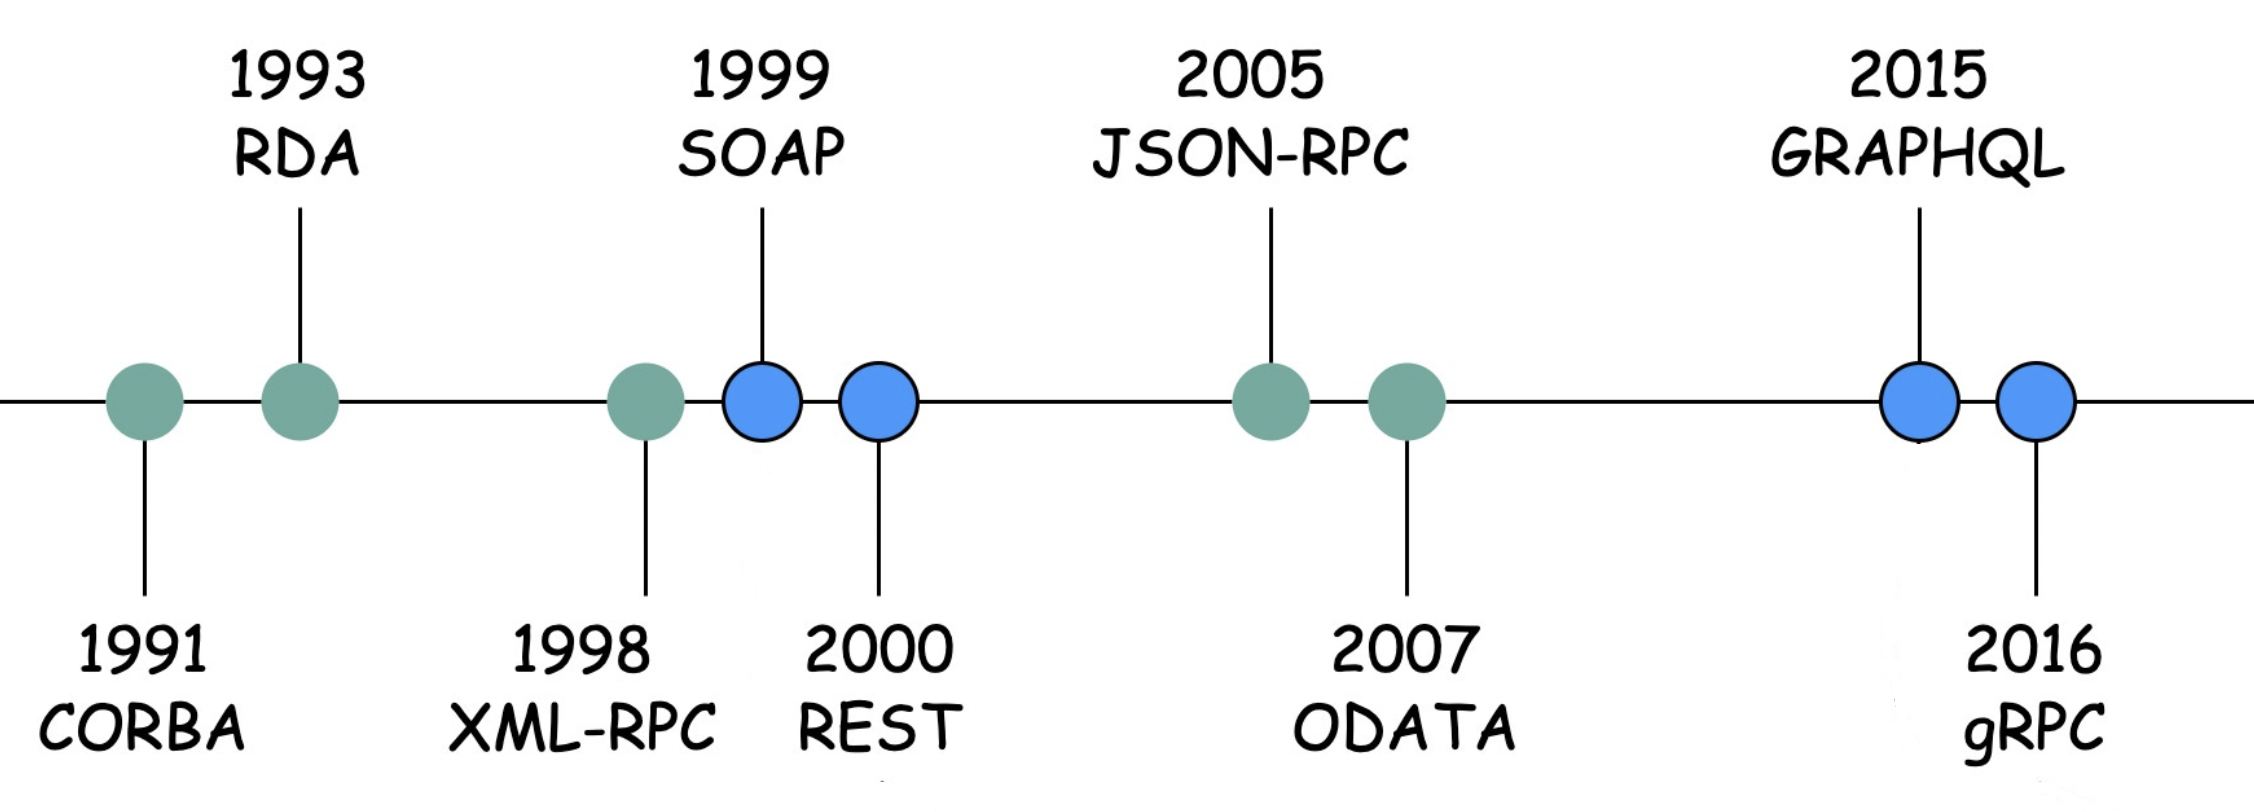 1993
RDA
1999
SOAP
2005
JSON-RPC
2015
GRAPHQL
1991
CORBA
1998
XML-RPC
2000
REST
2007
ODATA
2016
gRPC